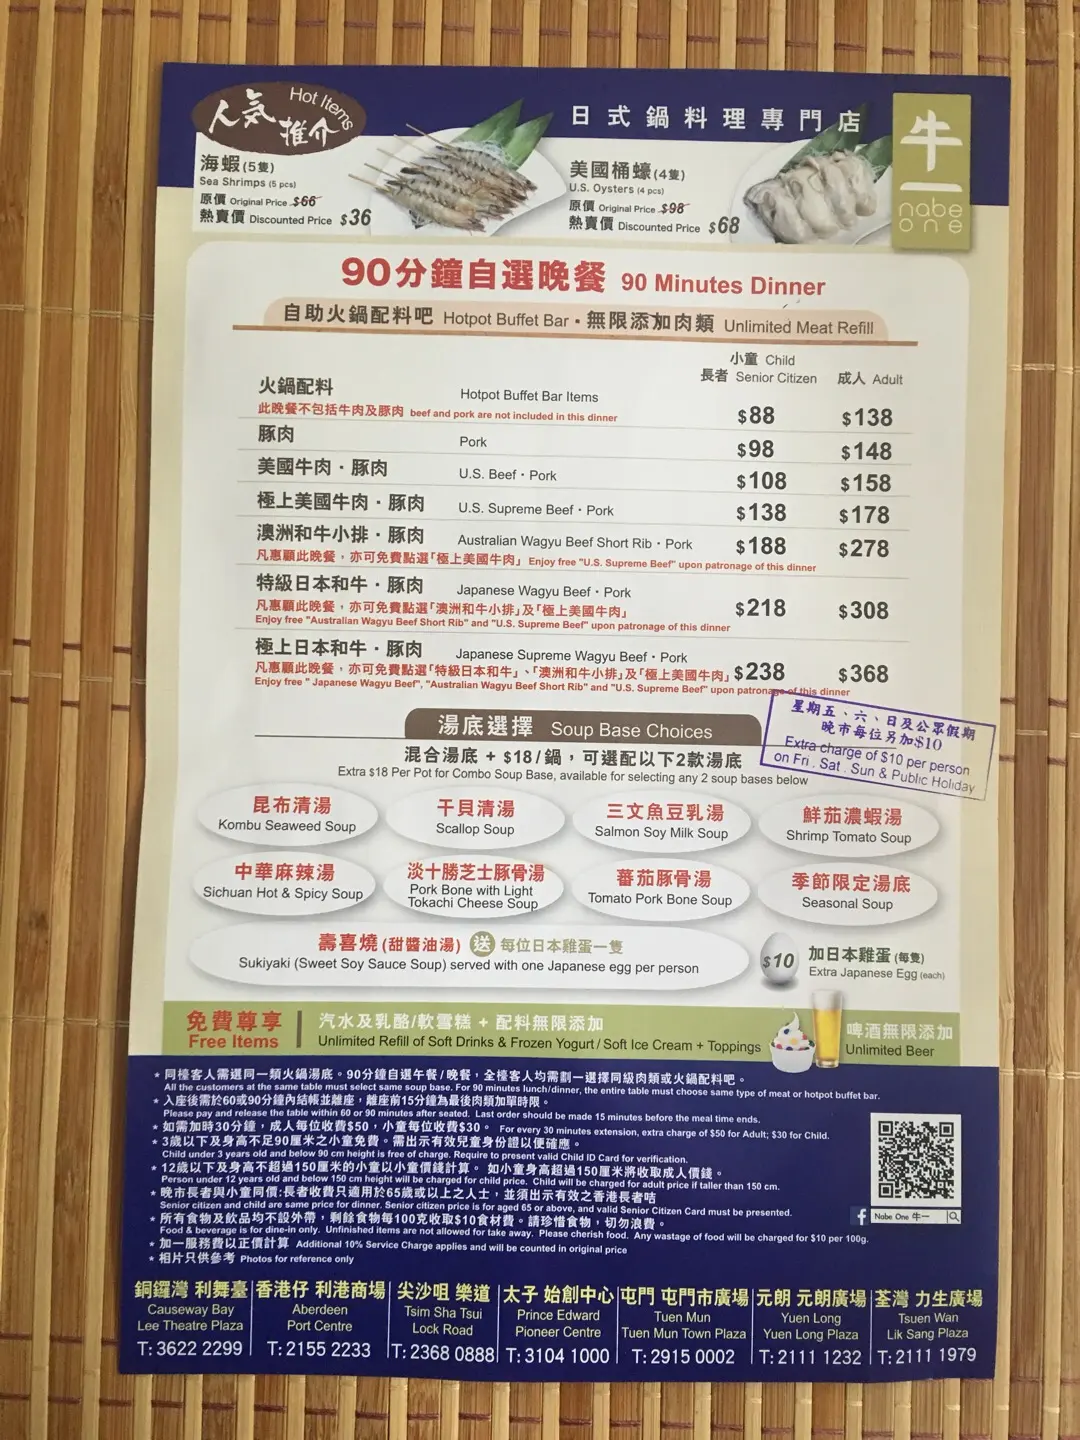 人氣推介 Hot Items
日式鍋料理專門店
牛一
nabe one
海蝦(5隻)
Sea Shrimps (5 pcs)
原價 Original Price $66
熱賣價 Discounted Price $36
美國桶蠔(4隻)
U.S. Oysters (4 pcs)
原價 Original Price $98
熱賣價 Discounted Price $68
90分鐘自選晚餐 90 Minutes Dinner
自助火鍋配料吧 Hotpot Buffet Bar・無限添加肉類 Unlimited Meat Refill
小童 Child
長者 Senior Citizen 成人 Adult
火鍋配料 Hotpot Buffet Bar Items $88 $138
此晚餐不包括牛肉及豚肉 beef and pork are not included in this dinner
豚肉 Pork $98 $148
美國牛肉・豚肉 U.S. Beef・Pork $108 $158
極上美國牛肉・豚肉 U.S. Supreme Beef・Pork $138 $178
澳洲和牛小排・豚肉 Australian Wagyu Beef Short Rib・Pork $188 $278
凡惠顧此晚餐，亦可免費點選「極上美國牛肉」 Enjoy free "U.S. Supreme Beef" upon patronage of this dinner
特級日本和牛・豚肉 Japanese Wagyu Beef・Pork $218 $308
凡惠顧此晚餐，亦可免費點選「澳洲和牛小排」及「極上美國牛肉」
Enjoy free "Australian Wagyu Beef Short Rib" and "U.S. Supreme Beef" upon patronage of this dinner
極上日本和牛・豚肉 Japanese Supreme Wagyu Beef・Pork $238 $368
凡惠顧此晚餐，亦可免費點選「特級日本和牛」、「澳洲和牛小排」及「極上美國牛肉」
Enjoy free " Japanese Wagyu Beef", "Australian Wagyu Beef Short Rib" and "U.S. Supreme Beef" upon patronage of this dinner
星期五、六、日及公眾假期
晚市每位另加$10
Extra charge of $10 per person
on Fri . Sat . Sun & Public Holiday
湯底選擇 Soup Base Choices
混合湯底 + $18/鍋，可選配以下2款湯底
Extra $18 Per Pot for Combo Soup Base, available for selecting any 2 soup bases below
昆布清湯
Kombu Seaweed Soup
干貝清湯
Scallop Soup
三文魚豆乳湯
Salmon Soy Milk Soup
鮮茄濃蝦湯
Shrimp Tomato Soup
中華麻辣湯
Sichuan Hot & Spicy Soup
淡十勝芝士豚骨湯
Pork Bone with Light
Tokachi Cheese Soup
蕃茄豚骨湯
Tomato Pork Bone Soup
季節限定湯底
Seasonal Soup
壽喜燒(甜醬油湯) 送 每位日本雞蛋一隻
Sukiyaki (Sweet Soy Sauce Soup) served with one Japanese egg per person
$10 加日本雞蛋(每隻)
Extra Japanese Egg (each)
免費尊享
Free Items
汽水及乳酪/軟雪糕 + 配料無限添加
Unlimited Refill of Soft Drinks & Frozen Yogurt/Soft Ice Cream + Toppings
啤酒無限添加
Unlimited Beer
* 同檯客人需選同一類火鍋湯底。90分鐘自選午餐/晚餐，全檯客人均需劃一選擇同級肉類或火鍋配料吧。
All the customers at the same table must select same soup base. For 90 minutes lunch/dinner, the entire table must choose same type of meat or hotpot buffet bar.
* 入座後需於60或90分鐘內結帳並離座，離座前15分鐘為最後肉類加單時限。
Please pay and release the table within 60 or 90 minutes after seated. Last order should be made 15 minutes before the meal time ends.
* 如需加時30分鐘，成人每位收費$50，小童每位收費$30。 For every 30 minutes extension, extra charge of $50 for Adult; $30 for Child.
* 3歲以下及身高不足90厘米之小童免費。需出示有效兒童身份證以便確應。
Child under 3 years old and below 90 cm height is free of charge. Require to present valid Child ID Card for verification.
* 12歲以下及身高不超過150厘米的小童以小童價錢計算。 如小童身高超過150厘米將收取成人價錢。
Person under 12 years old and below 150 cm height will be charged for child price. Child will be charged for adult price if taller than 150 cm.
* 晚市長者與小童同價:長者收費只適用於65歲或以上之人士，並須出示有效之香港長者咭
Senior citizen and child are same price for dinner. Senior citizen price is for aged 65 or above, and valid Senior Citizen Card must be presented.
* 所有食物及飲品均不設外帶，剩餘食物每100克收取$10食材費。請珍惜食物，切勿浪費。
Food & beverage is for dine-in only. Unfinished items are not allowed for take away. Please cherish food. Any wastage of food will be charged for $10 per 100g.
* 加一服務費以正價計算 Additional 10% Service Charge applies and will be counted in original price
* 相片只供參考 Photos for reference only
f Nabe One 牛一
銅鑼灣 利舞臺
Causeway Bay
Lee Theatre Plaza
T: 3622 2299
香港仔 利港商場
Aberdeen
Port Centre
T: 2155 2233
尖沙咀 樂道
Tsim Sha Tsui
Lock Road
T: 2368 0888
太子 始創中心
Prince Edward
Pioneer Centre
T: 3104 1000
屯門 屯門市廣場
Tuen Mun
Tuen Mun Town Plaza
T: 2915 0002
元朗 元朗廣場
Yuen Long
Yuen Long Plaza
T: 2111 1232
荃灣 力生廣場
Tsuen Wan
Lik Sang Plaza
T: 2111 1979